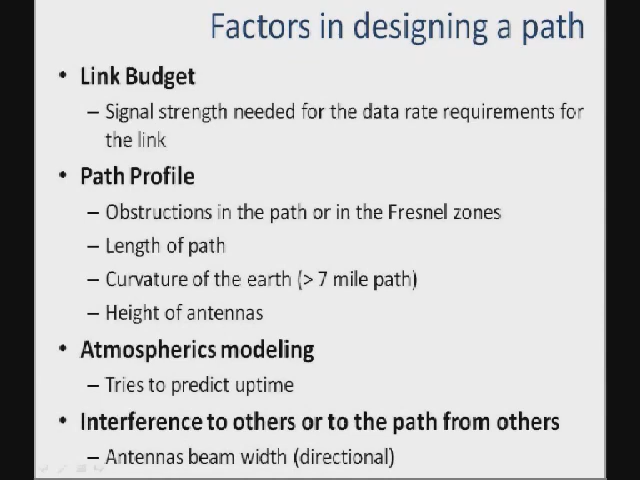 Factors in designing a path
• Link Budget
– Signal strength needed for the data rate requirements for
the link
• Path Profile
– Obstructions in the path or in the Fresnel zones
– Length of path
– Curvature of the earth (> 7 mile path)
– Height of antennas
• Atmospherics modeling
– Tries to predict uptime
• Interference to others or to the path from others
– Antennas beam width (directional)